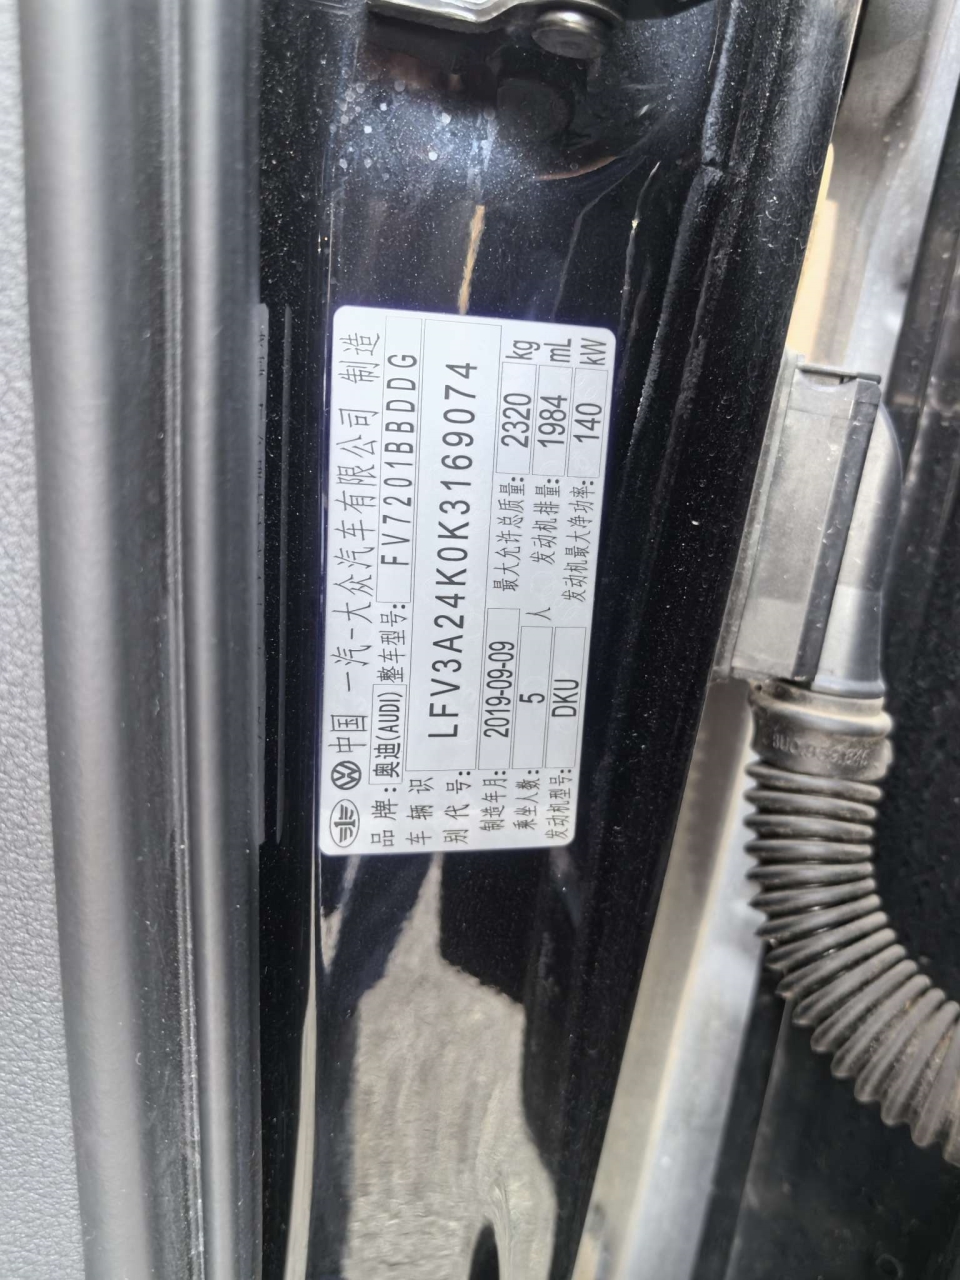 中国 一汽-大众汽车有限公司 制造
品牌:奥迪(AUDI) 整车型号: FV7201BBDDG
车辆识别代号: LFV3A24K0K3169074
制造年月: 2019-09-09 最大允许总质量: 2320 kg
乘坐人数: 5 人 发动机排量: 1984 mL
发动机型号: DKU 发动机最大净功率: 140 kW